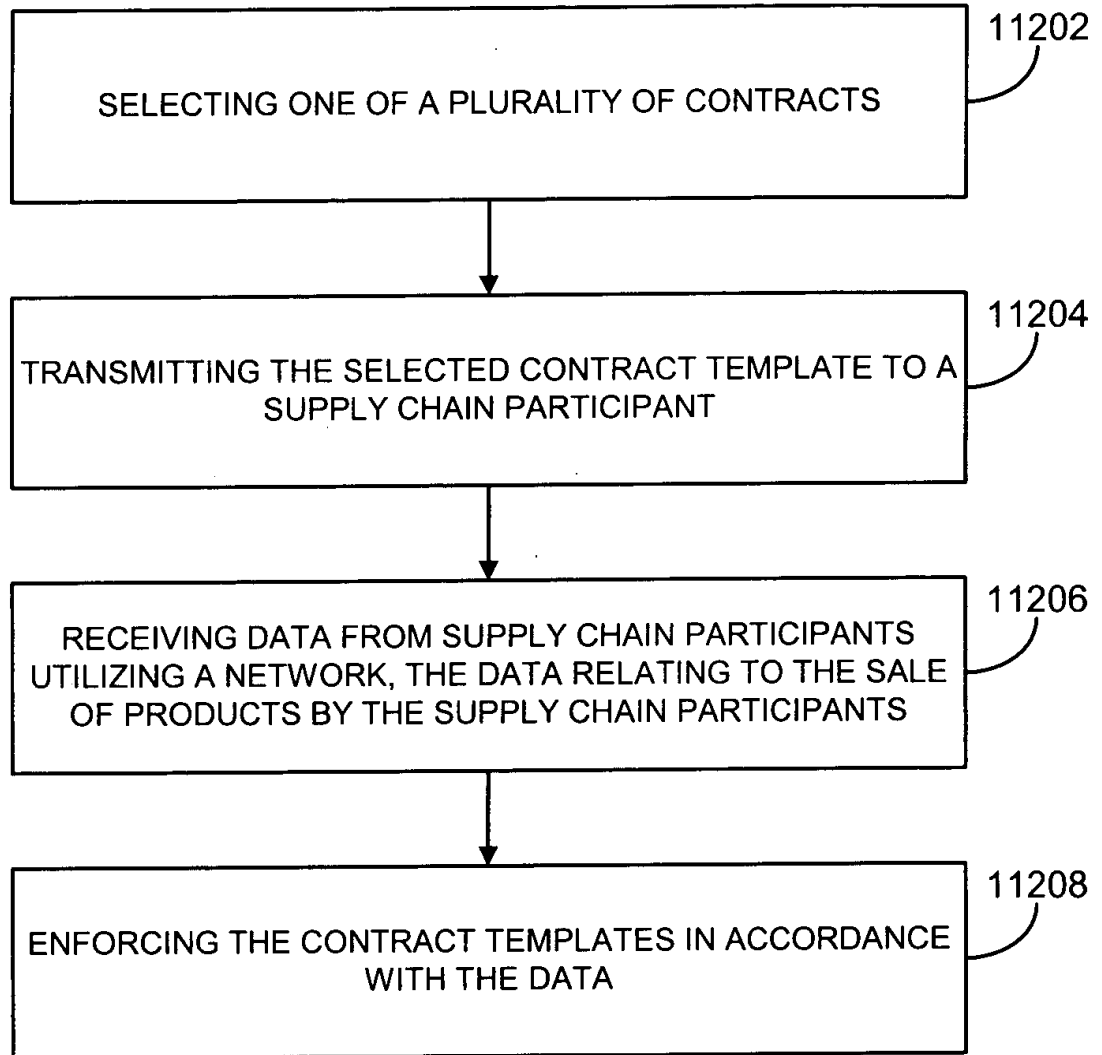 11202
SELECTING ONE OF A PLURALITY OF CONTRACTS
11204
TRANSMITTING THE SELECTED CONTRACT TEMPLATE TO A
SUPPLY CHAIN PARTICIPANT
11206
RECEIVING DATA FROM SUPPLY CHAIN PARTICIPANTS
UTILIZING A NETWORK, THE DATA RELATING TO THE SALE
OF PRODUCTS BY THE SUPPLY CHAIN PARTICIPANTS
11208
ENFORCING THE CONTRACT TEMPLATES IN ACCORDANCE
WITH THE DATA